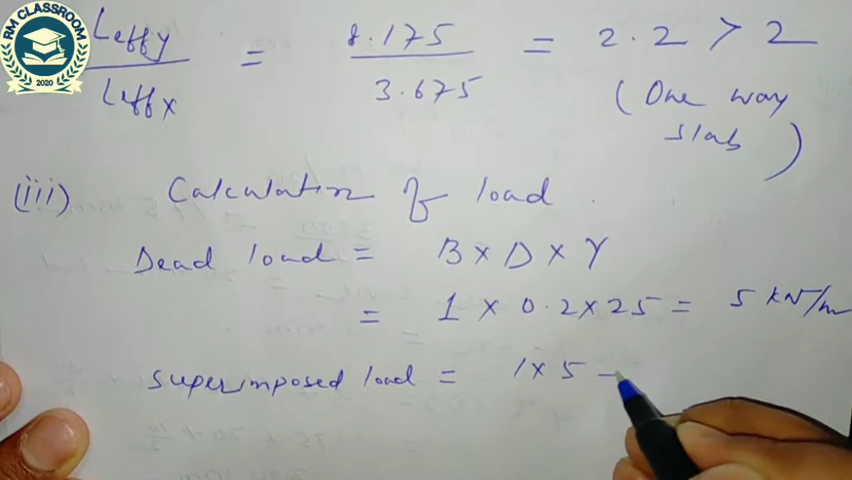 RM CLASSROOM
2020
Leffy / Leffx = 8.175 / 3.675 = 2.2 > 2
(One way
slab)
(iii) Calculation of load.
Dead load = B × D × γ
= 1 × 0.2 × 25 = 5 kN/m
superimposed load = 1 × 5 –